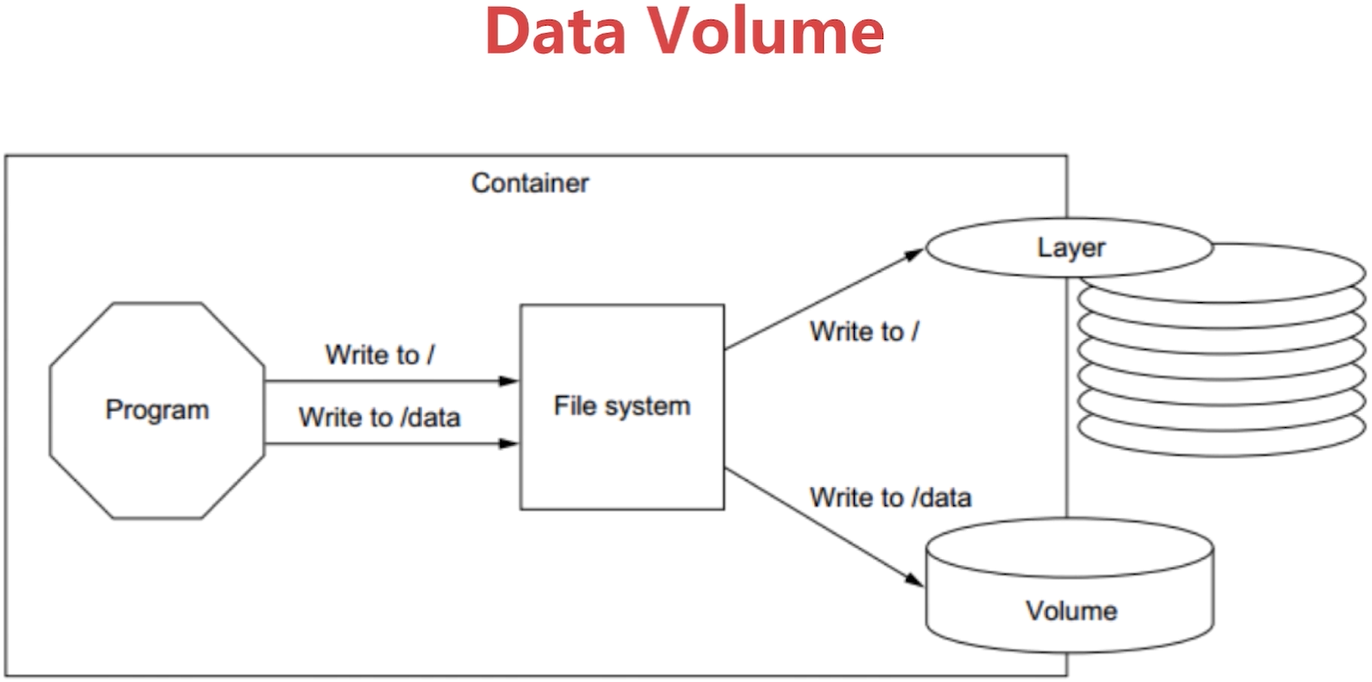 Data Volume
Container
Layer
Write to /
Write to /
Program
Write to /data
File system
Write to /data
Volume